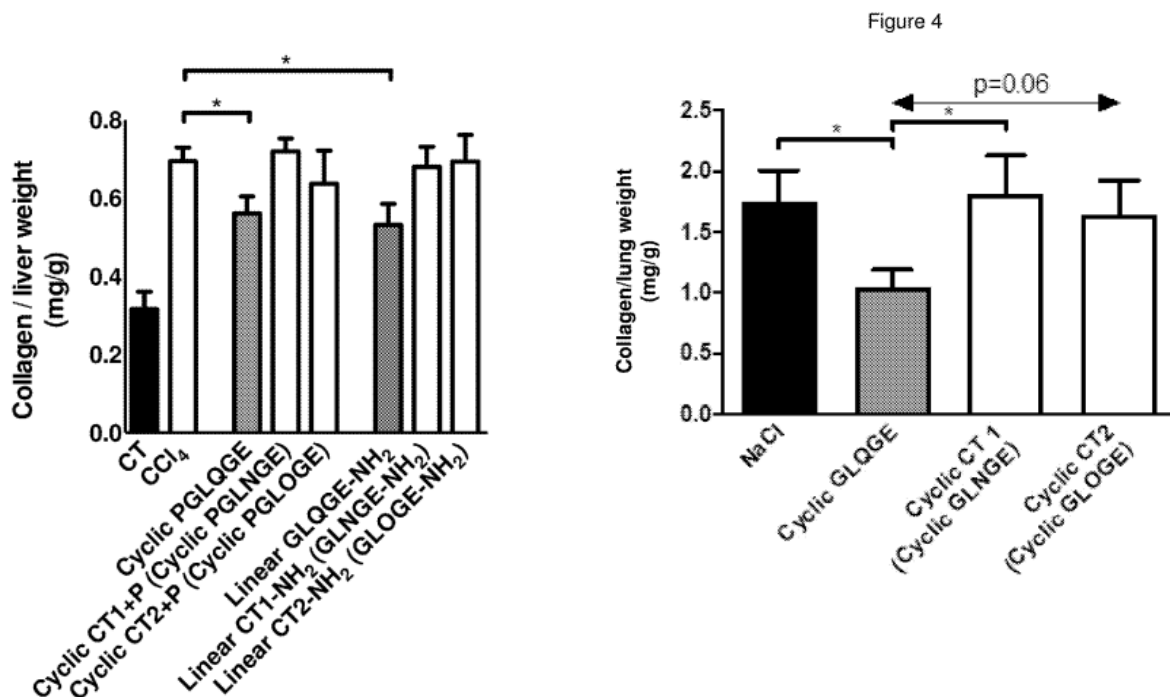 Figure 4
*
*
0.8
0.6
0.4
0.2
0.0
Collagen / liver weight
(mg/g)
CT
CCl₄
Cyclic PGLQGE
Cyclic CT1+P (Cyclic PGLNGE)
Cyclic CT2+P (Cyclic PGLOGE)
Linear GLQGE-NH₂
Linear CT1-NH₂ (GLNGE-NH₂)
Linear CT2-NH₂ (GLOGE-NH₂)
p=0.06
*
*
2.5
2.0
1.5
1.0
0.5
0.0
Collagen/lung weight
(mg/g)
NaCl
Cyclic GLQGE
Cyclic CT 1
(Cyclic GLNGE)
Cyclic CT2
(Cyclic GLOGE)